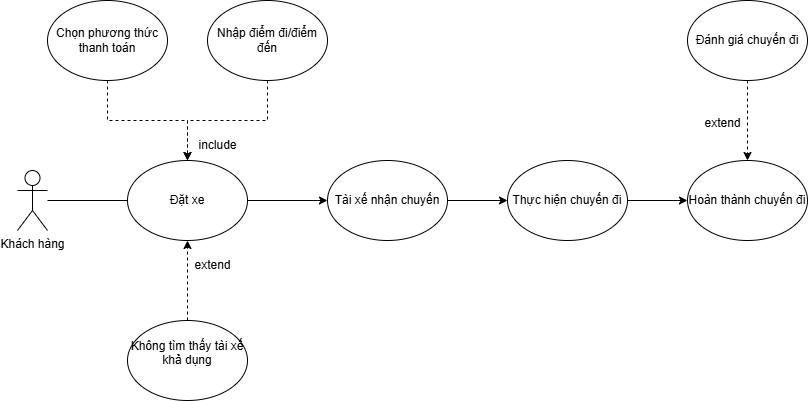 Chọn phương thức
thanh toán
Nhập điểm đi/điểm
đến
Đánh giá chuyến đi
include
extend
Khách hàng
Đặt xe
Tài xế nhận chuyến
Thực hiện chuyến đi
Hoàn thành chuyến đi
extend
Không tìm thấy tài xế
khả dụng